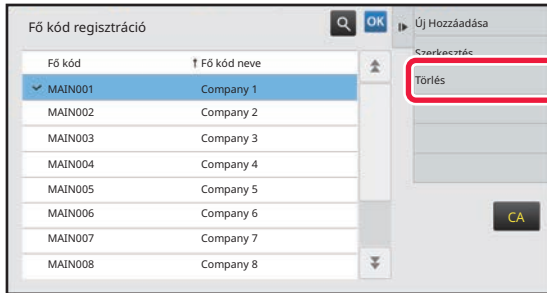 Fő kód regisztráció
OK
Új Hozzáadása
Szerkesztés
Törlés
Fő kód ↑ Fő kód neve
MAIN001 Company 1
MAIN002 Company 2
MAIN003 Company 3
MAIN004 Company 4
MAIN005 Company 5
MAIN006 Company 6
MAIN007 Company 7
MAIN008 Company 8
CA